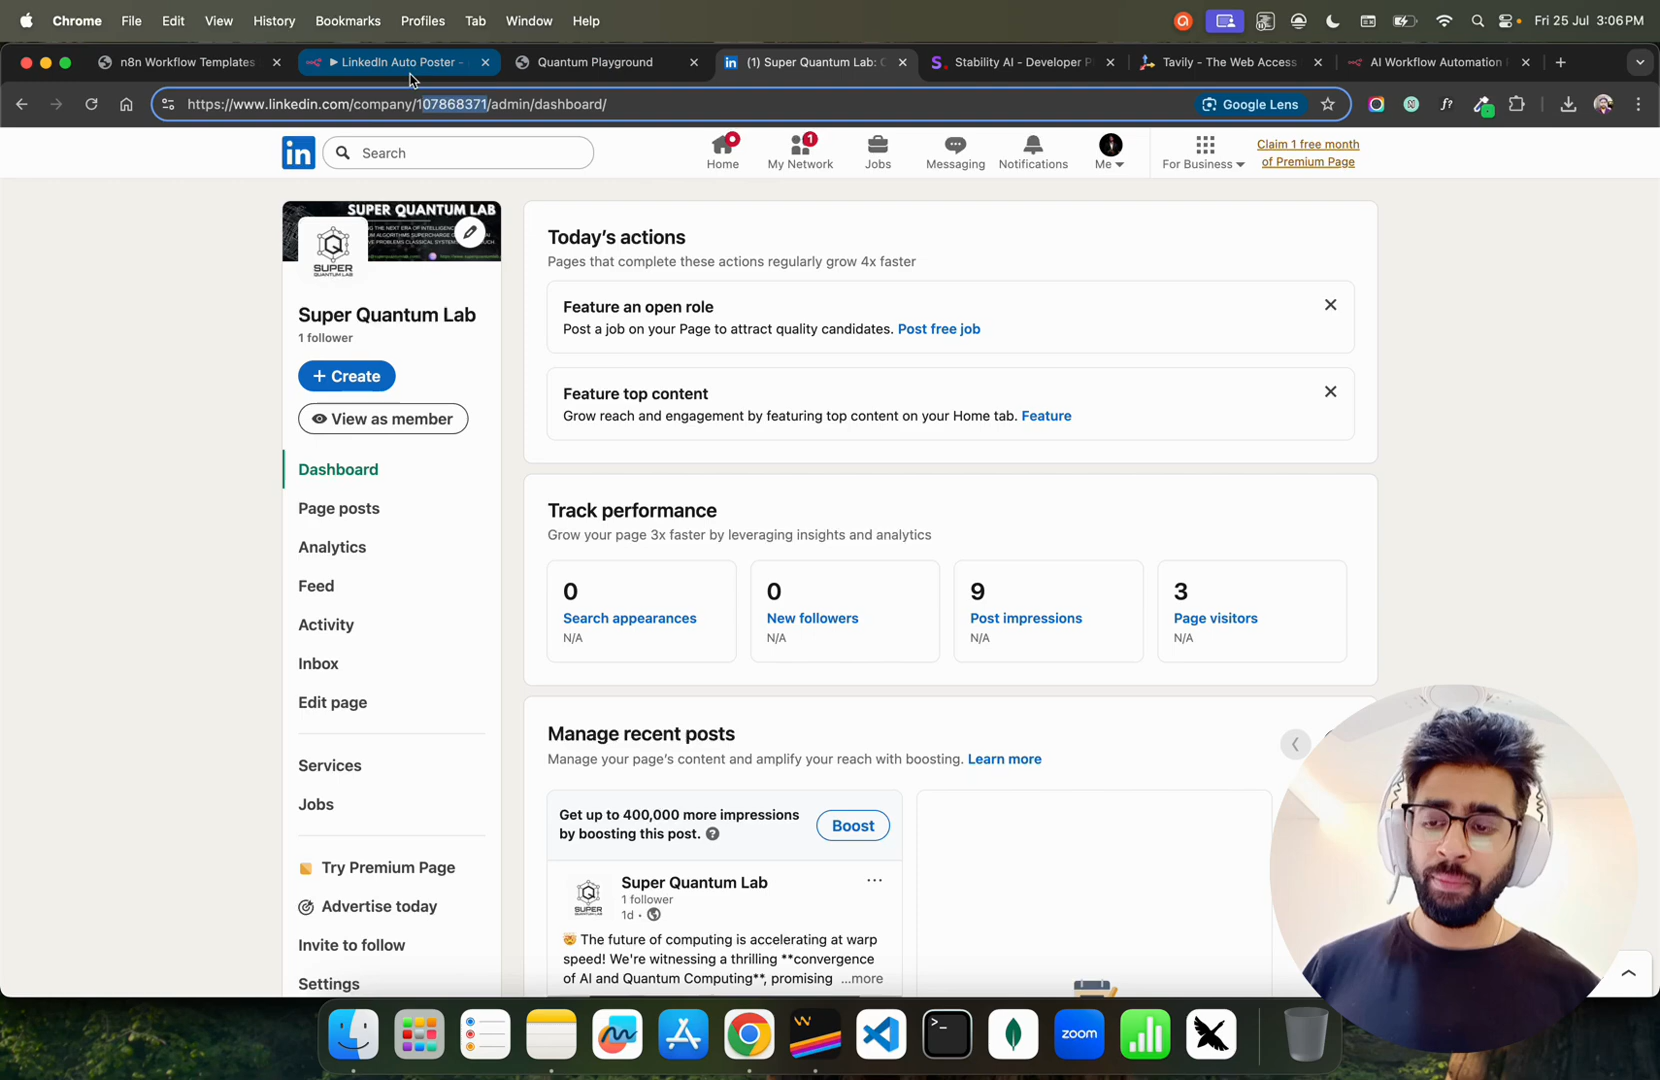 Chrome File Edit View History Bookmarks Profiles Tab Window Help Fri 25 Jul 3:06 PM
n8n Workflow Templates LinkedIn Auto Poster - Quantum Playground (1) Super Quantum Lab: Stability AI - Developer P Tavily - The Web Access AI Workflow Automation
https://www.linkedin.com/company/107868371/admin/dashboard/ Google Lens
in Search Home 1 My Network Jobs Messaging Notifications Me For Business
Claim 1 free month
of Premium Page
SUPER QUANTUM LAB
SUPER
QUANTUM LAB
Super Quantum Lab
1 follower
+ Create
View as member
Dashboard
Page posts
Analytics
Feed
Activity
Inbox
Edit page
Services
Jobs
Try Premium Page
Advertise today
Invite to follow
Settings
Today's actions
Pages that complete these actions regularly grow 4x faster
Feature an open role
Post a job on your Page to attract quality candidates. Post free job
Feature top content
Grow reach and engagement by featuring top content on your Home tab. Feature
Track performance
Grow your page 3x faster by leveraging insights and analytics
0 0 9 3
Search appearances New followers Post impressions Page visitors
N/A N/A N/A N/A
Manage recent posts
Manage your page's content and amplify your reach with boosting. Learn more
Get up to 400,000 more impressions
by boosting this post. Boost
Super Quantum Lab
1 follower
1d •
🤯 The future of computing is accelerating at warp
speed! We're witnessing a thrilling **convergence
of AI and Quantum Computing**, promising ...more
zoom